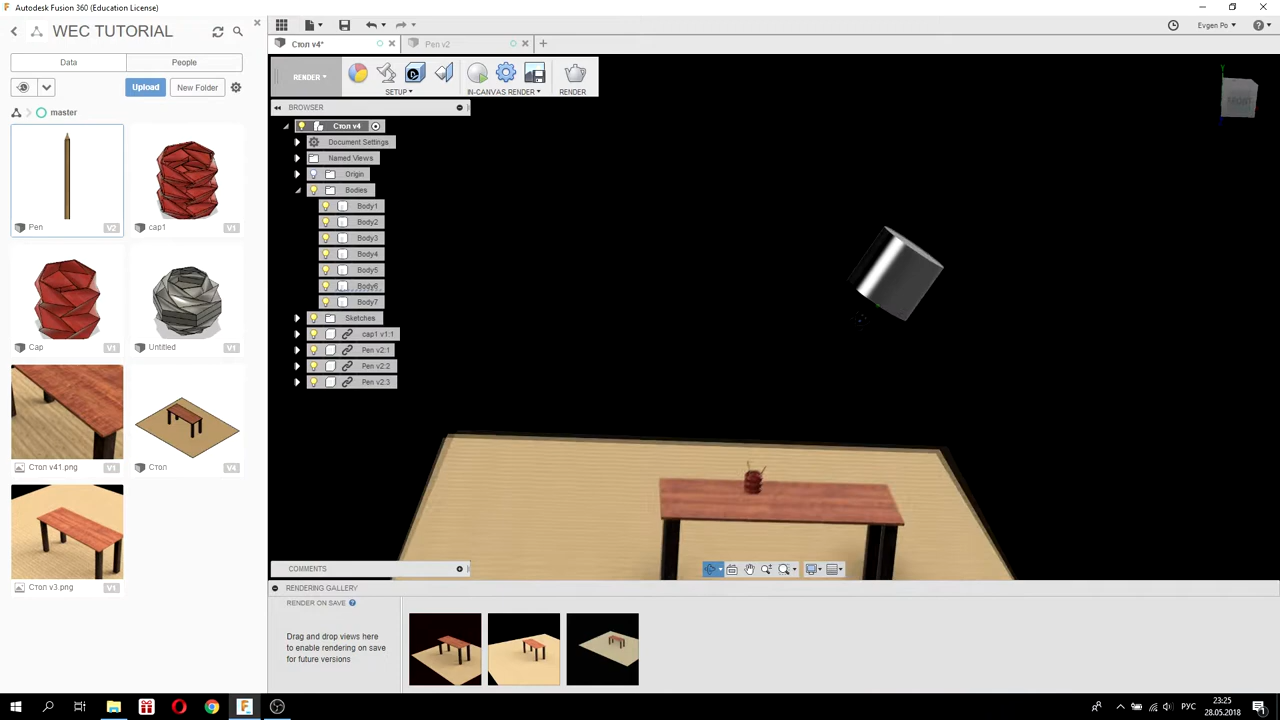 Autodesk Fusion 360 (Education License)
WEC TUTORIAL
Data
People
Upload
New Folder
master
Pen
V2
cap1
V1
Cap
V1
Untitled
V1
Стол v41.png
V1
Стол
V4
Стол v3.png
V1
Стол v4*
Pen v2
Evgen Po
RENDER
SETUP
IN-CANVAS RENDER
RENDER
BROWSER
Стол v4
Document Settings
Named Views
Origin
Bodies
Body1
Body2
Body3
Body4
Body5
Body6
Body7
Sketches
cap1 v1:1
Pen v2:1
Pen v2:2
Pen v2:3
COMMENTS
RENDERING GALLERY
RENDER ON SAVE
Drag and drop views here
to enable rendering on save
for future versions
РУС
23:25
28.05.2018